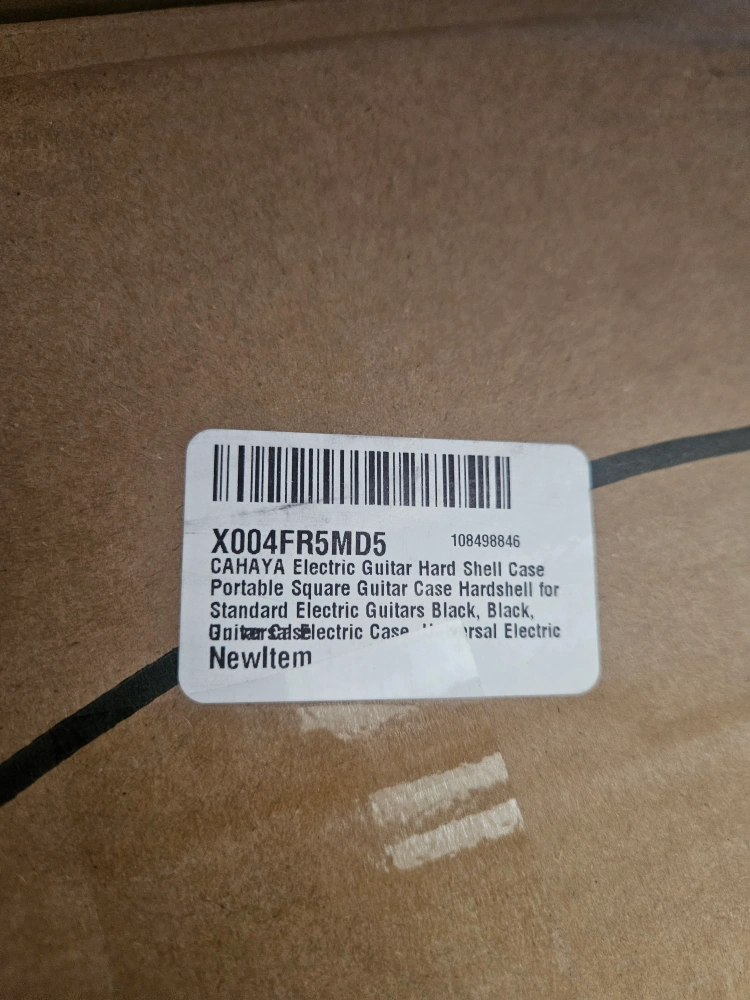 X004FR5MD5
108498846
CAHAYA Electric Guitar Hard Shell Case
Portable Square Guitar Case Hardshell for
Standard Electric Guitars Black, Black,
Electric Case, Electric
NewItem